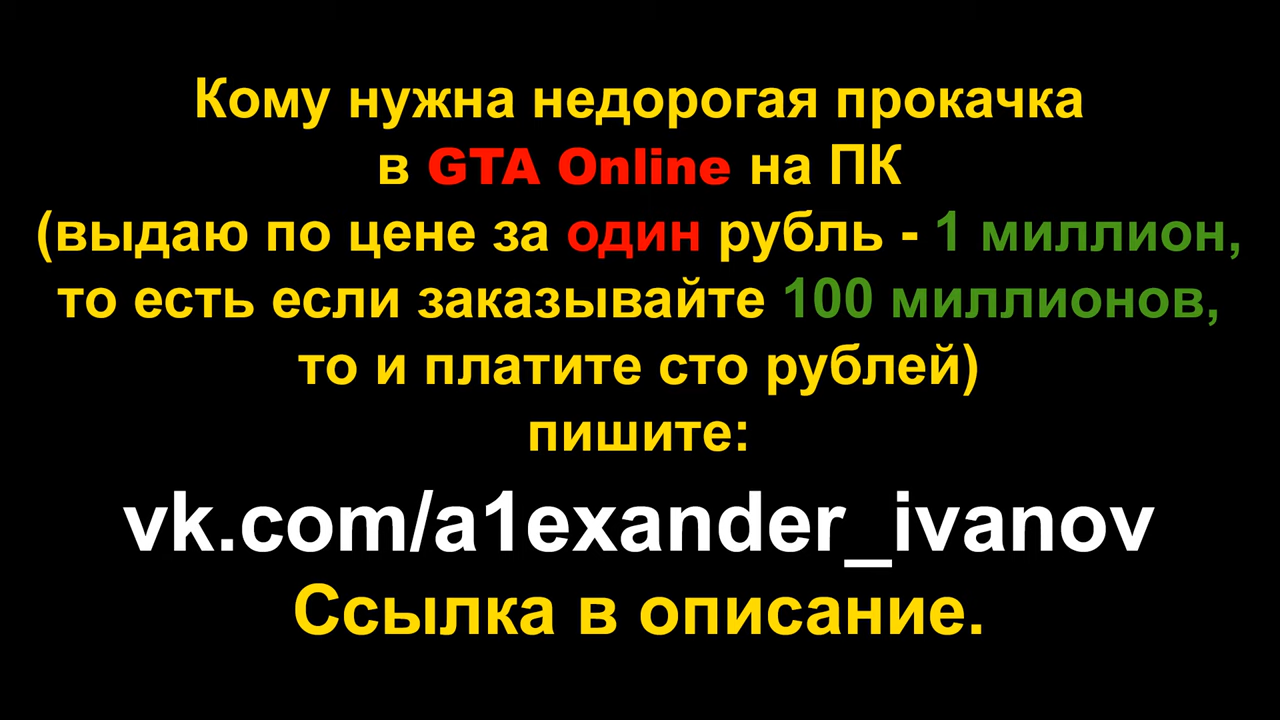 Кому нужна недорогая прокачка
в GTA Online на ПК
(выдаю по цене за один рубль - 1 миллион,
то есть если заказывайте 100 миллионов,
то и платите сто рублей)
пишите:
vk.com/a1exander_ivanov
Ссылка в описание.